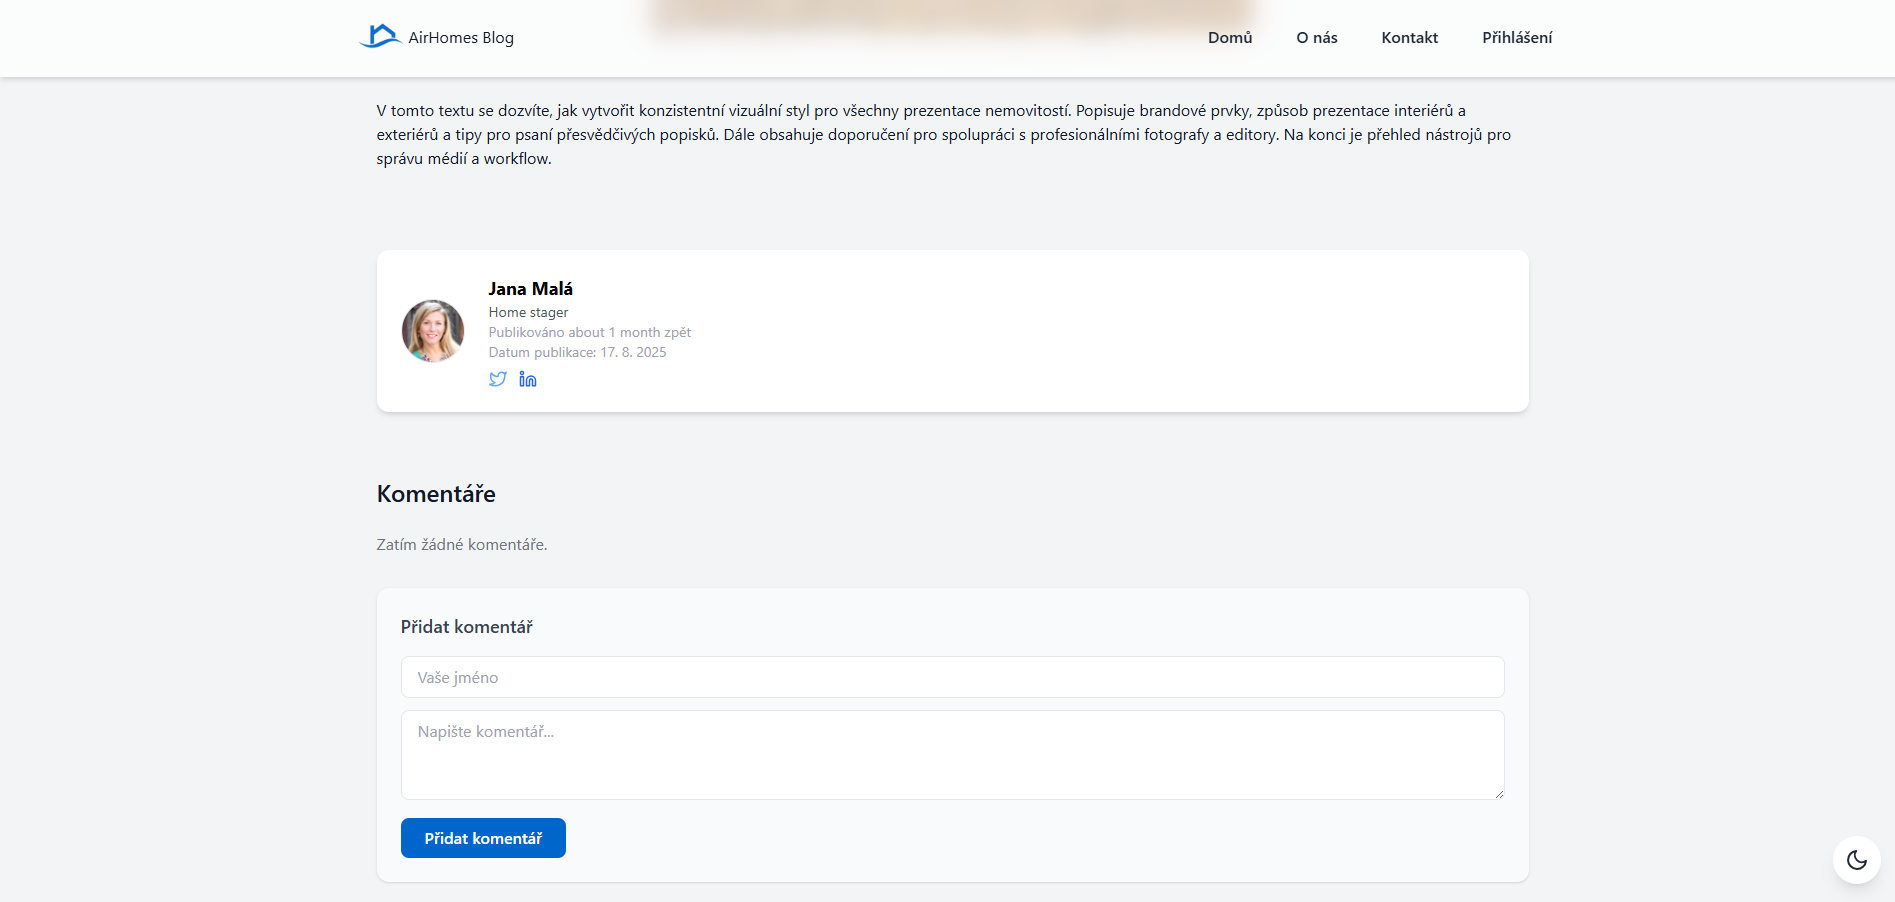 AirHomes Blog
Domů
O nás
Kontakt
Přihlášení
V tomto textu se dozvíte, jak vytvořit konzistentní vizuální styl pro všechny prezentace nemovitostí. Popisuje brandové prvky, způsob prezentace interiérů a
exteriérů a tipy pro psaní přesvědčivých popisků. Dále obsahuje doporučení pro spolupráci s profesionálními fotografy a editory. Na konci je přehled nástrojů pro
správu médií a workflow.
Jana Malá
Home stager
Publikováno about 1 month zpět
Datum publikace: 17. 8. 2025
Komentáře
Zatím žádné komentáře.
Přidat komentář
Vaše jméno
Napište komentář...
Přidat komentář